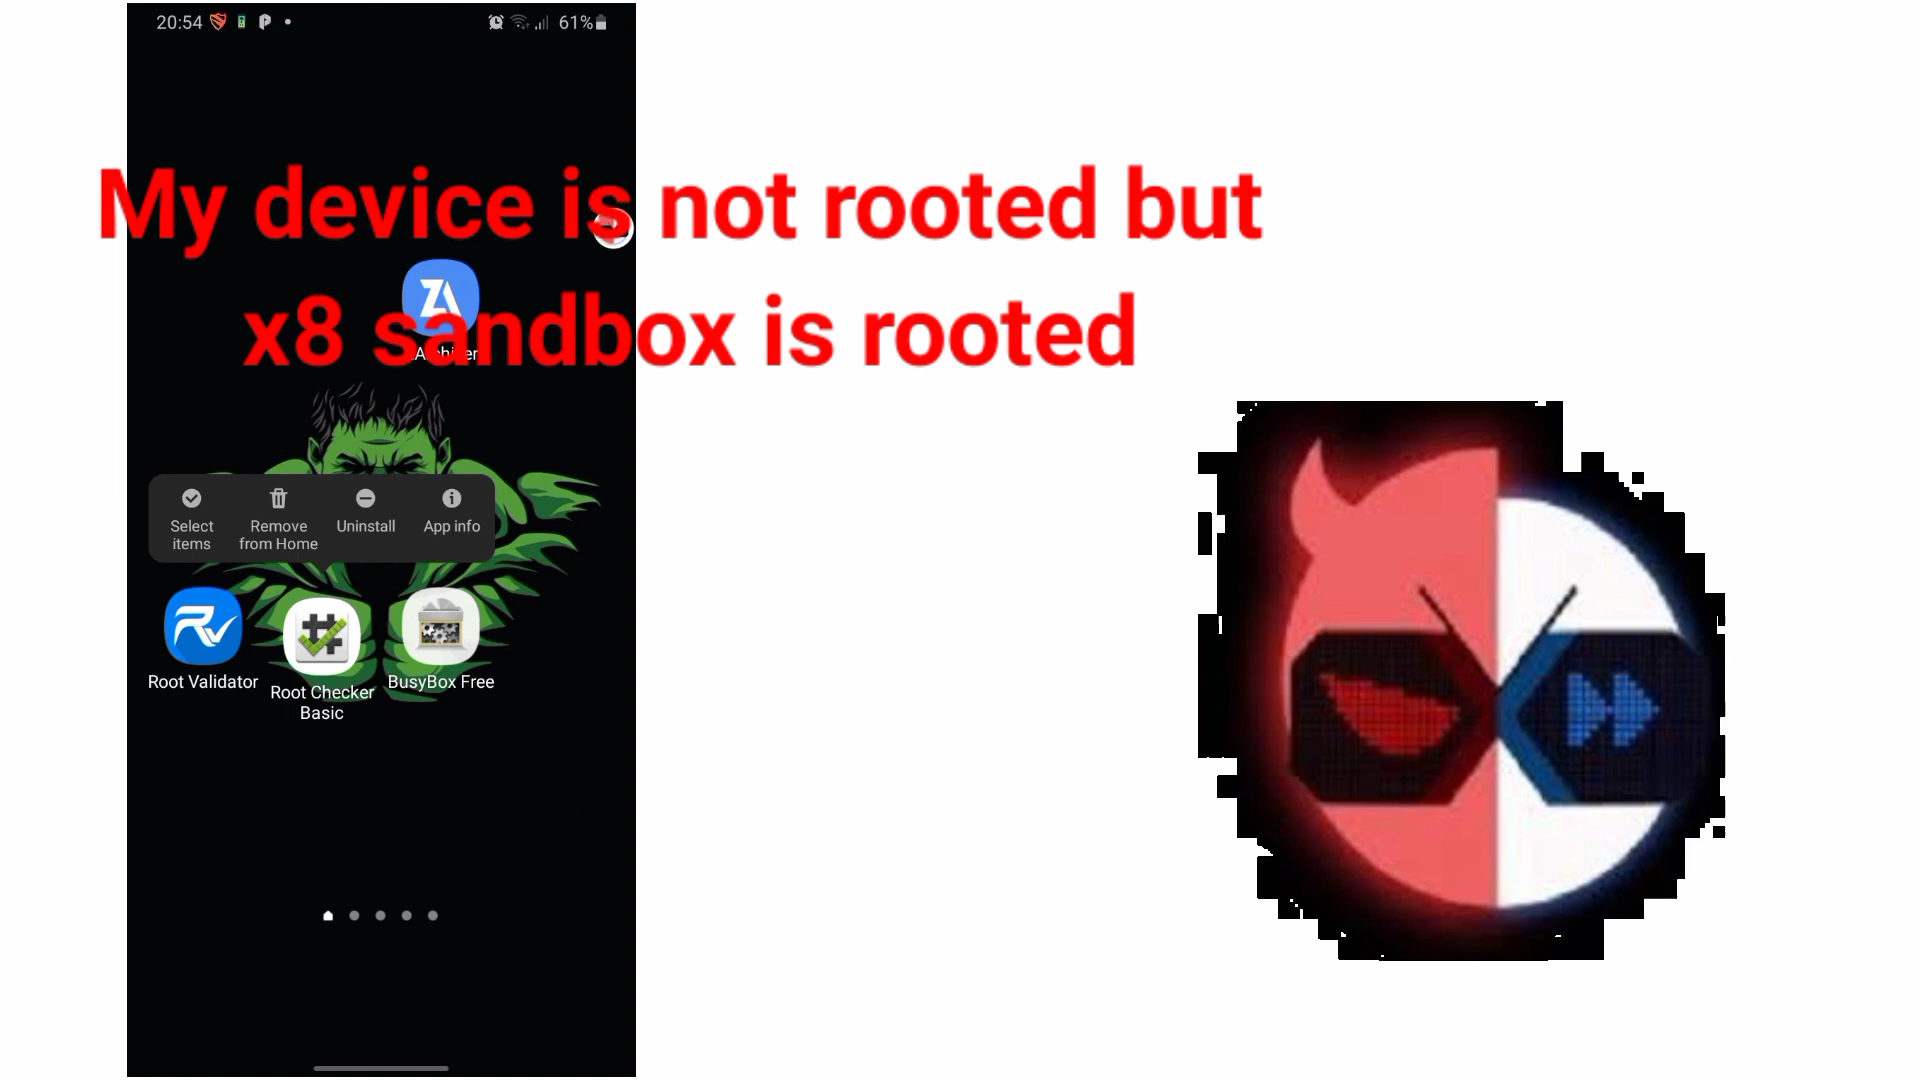 20:54
61%
My device is not rooted but
x8 sandbox is rooted
Select items
Remove from Home
Uninstall
App info
Root Validator
Root Checker Basic
BusyBox Free